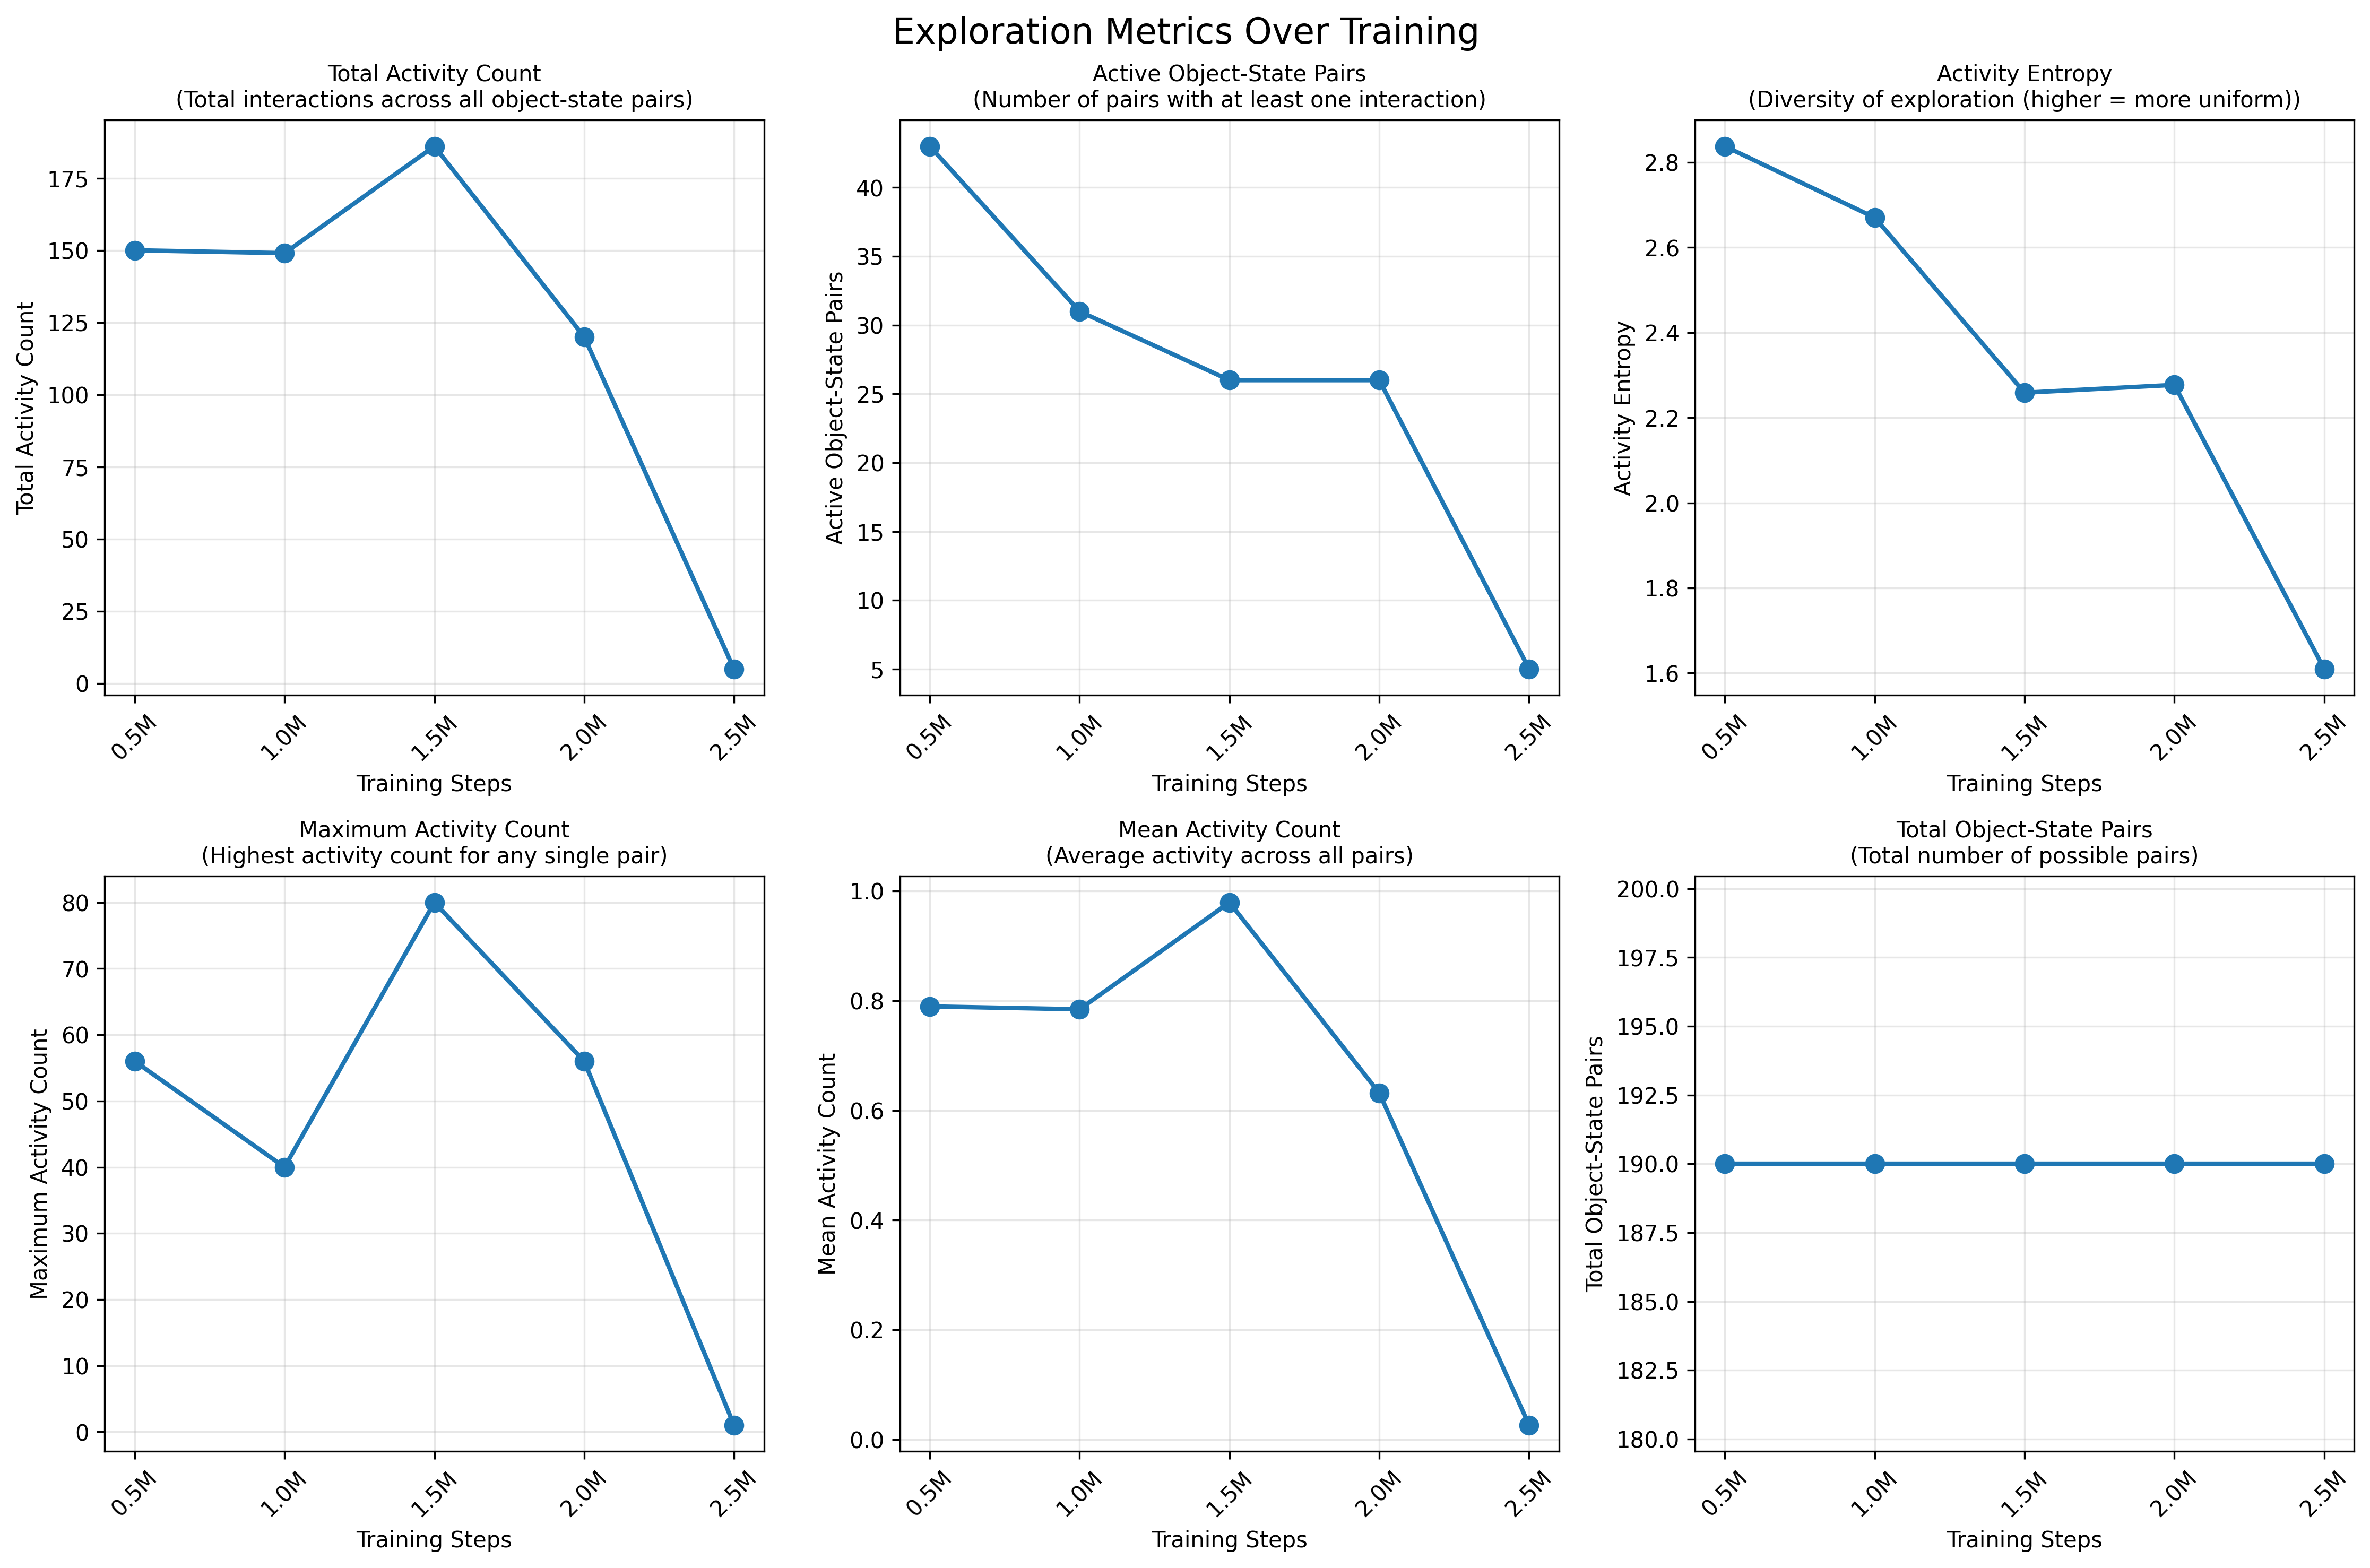 Exploration Metrics Over Training
Total Activity Count
(Total interactions across all object-state pairs)
Total Activity Count
175
150
125
100
75
50
25
0
0.5M
1.0M
1.5M
2.0M
2.5M
Training Steps
Active Object-State Pairs
(Number of pairs with at least one interaction)
Active Object-State Pairs
40
35
30
25
20
15
10
5
0.5M
1.0M
1.5M
2.0M
2.5M
Training Steps
Activity Entropy
(Diversity of exploration (higher = more uniform))
Activity Entropy
2.8
2.6
2.4
2.2
2.0
1.8
1.6
0.5M
1.0M
1.5M
2.0M
2.5M
Training Steps
Maximum Activity Count
(Highest activity count for any single pair)
Maximum Activity Count
80
70
60
50
40
30
20
10
0
0.5M
1.0M
1.5M
2.0M
2.5M
Training Steps
Mean Activity Count
(Average activity across all pairs)
Mean Activity Count
1.0
0.8
0.6
0.4
0.2
0.0
0.5M
1.0M
1.5M
2.0M
2.5M
Training Steps
Total Object-State Pairs
(Total number of possible pairs)
Total Object-State Pairs
200.0
197.5
195.0
192.5
190.0
187.5
185.0
182.5
180.0
0.5M
1.0M
1.5M
2.0M
2.5M
Training Steps